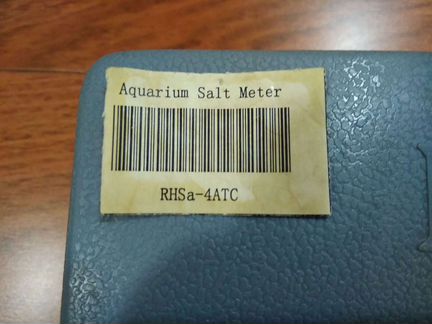 Aquarium Salt Meter
RHSa-4ATC